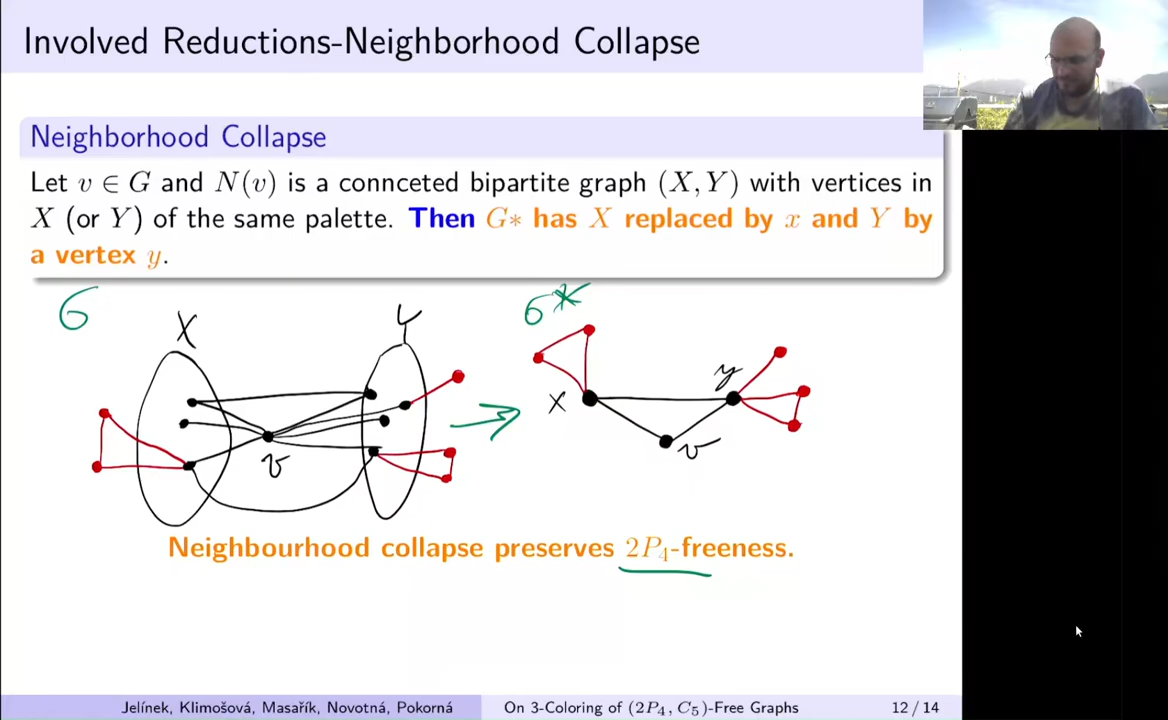 Involved Reductions-Neighborhood Collapse
Neighborhood Collapse
Let v ∈ G and N(v) is a connceted bipartite graph (X, Y) with vertices in
X (or Y) of the same palette. Then G∗ has X replaced by x and Y by
a vertex y.
G
X
Y
v
G*
x
y
v
Neighbourhood collapse preserves 2P₄-freeness.
Jelínek, Klimošová, Masařík, Novotná, Pokorná
On 3-Coloring of (2P₄, C₅)-Free Graphs
12 / 14